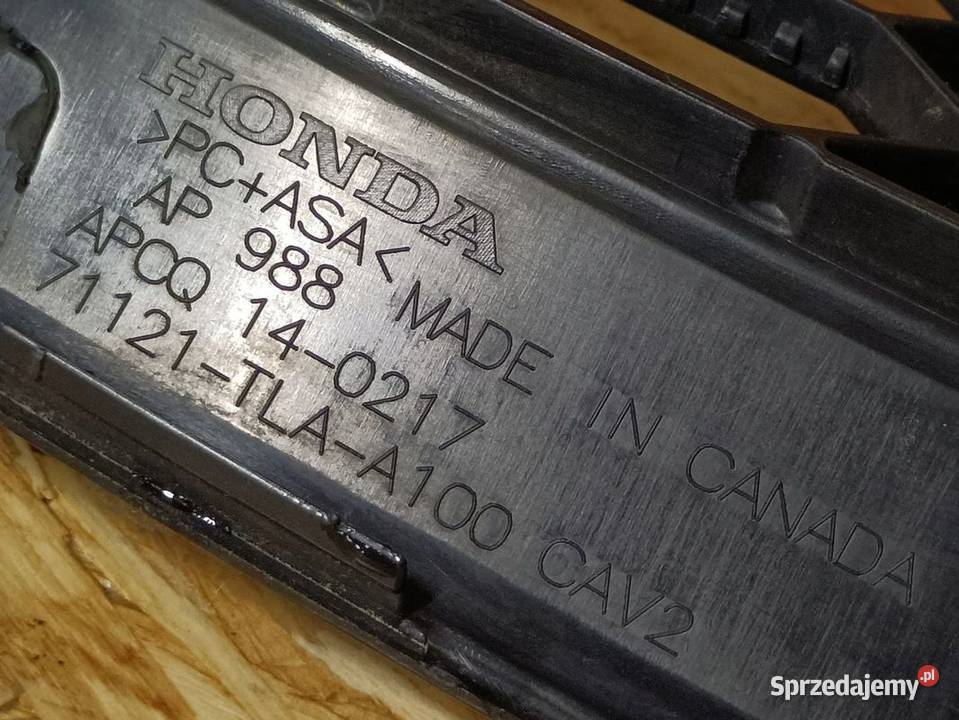 HONDA
>PC+ASA< MADE IN CANADA
AP 988
APCQ 14-0217
71121-TLA-A100 CAV2
Sprzedajemy.pl